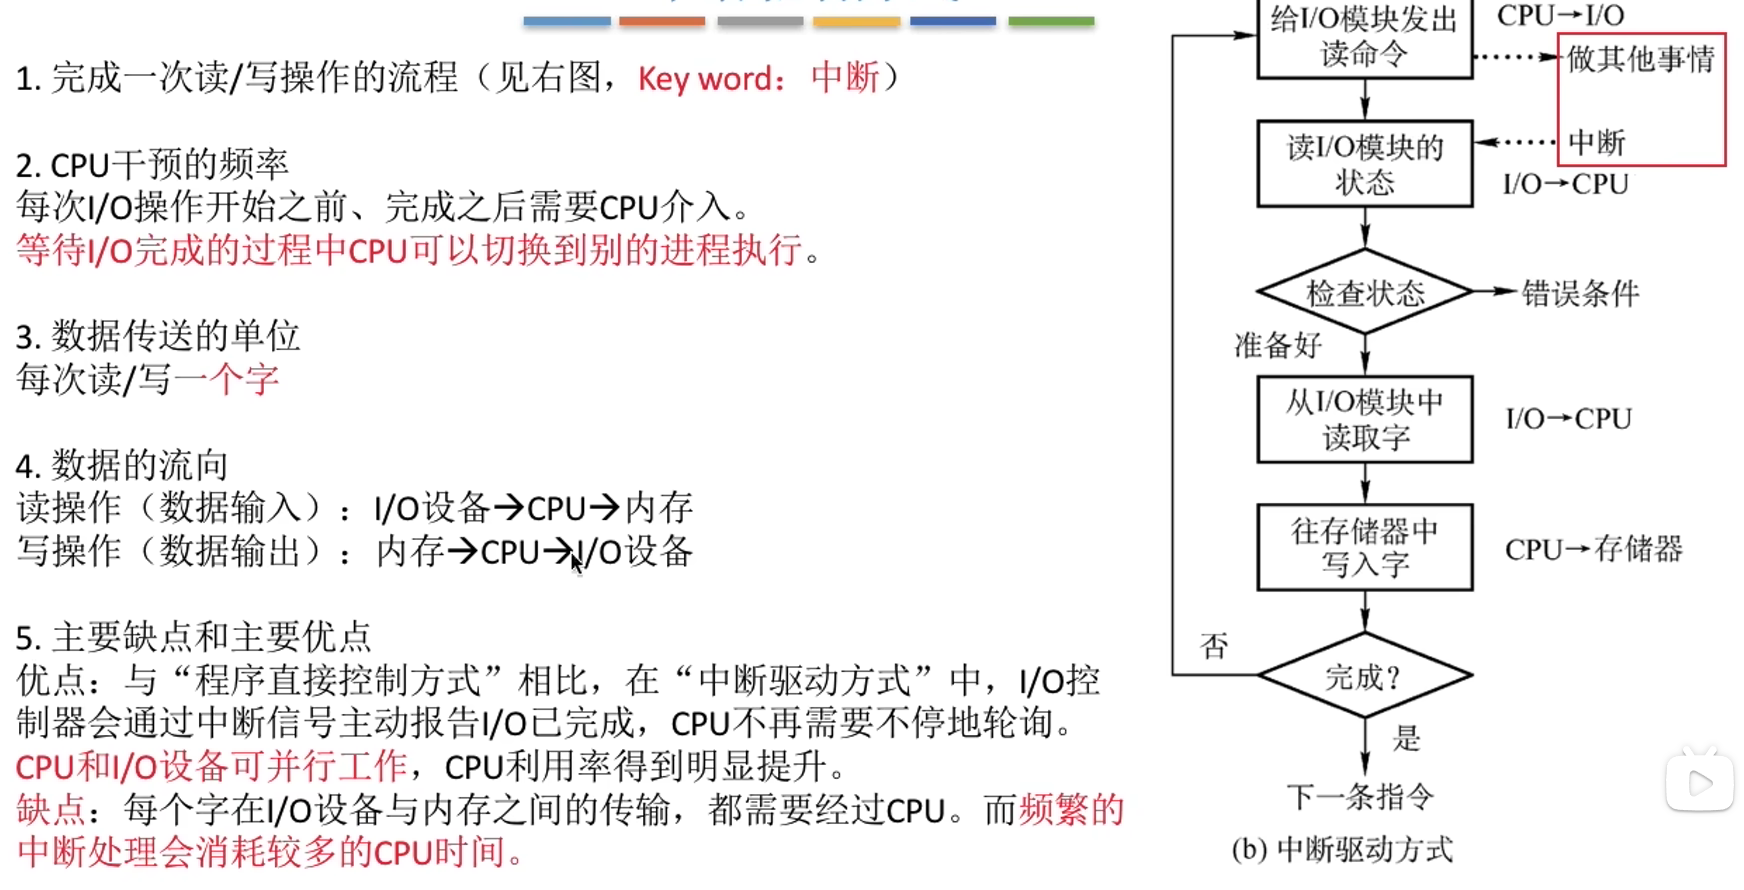 1. 完成一次读/写操作的流程（见右图，Key word：中断）
2. CPU干预的频率
每次I/O操作开始之前、完成之后需要CPU介入。
等待I/O完成的过程中CPU可以切换到别的进程执行。
3. 数据传送的单位
每次读/写一个字
4. 数据的流向
读操作（数据输入）：I/O设备→CPU→内存
写操作（数据输出）：内存→CPU→I/O设备
5. 主要缺点和主要优点
优点：与“程序直接控制方式”相比，在“中断驱动方式”中，I/O控
制器会通过中断信号主动报告I/O已完成，CPU不再需要不停地轮询。
CPU和I/O设备可并行工作，CPU利用率得到明显提升。
缺点：每个字在I/O设备与内存之间的传输，都需要经过CPU。而频繁的
中断处理会消耗较多的CPU时间。
给I/O模块发出
读命令
CPU→I/O
做其他事情
读I/O模块的
状态
中断
I/O→CPU
检查状态
错误条件
准备好
从I/O模块中
读取字
I/O→CPU
往存储器中
写入字
CPU→存储器
完成？
否
是
下一条指令
(b) 中断驱动方式